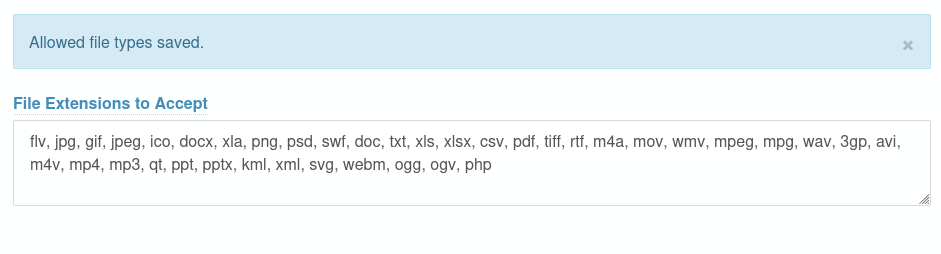 Allowed file types saved.
×
File Extensions to Accept
flv, jpg, gif, jpeg, ico, docx, xla, png, psd, swf, doc, txt, xls, xlsx, csv, pdf, tiff, rtf, m4a, mov, wmv, mpeg, mpg, wav, 3gp, avi,
m4v, mp4, mp3, qt, ppt, pptx, kml, xml, svg, webm, ogg, ogv, php